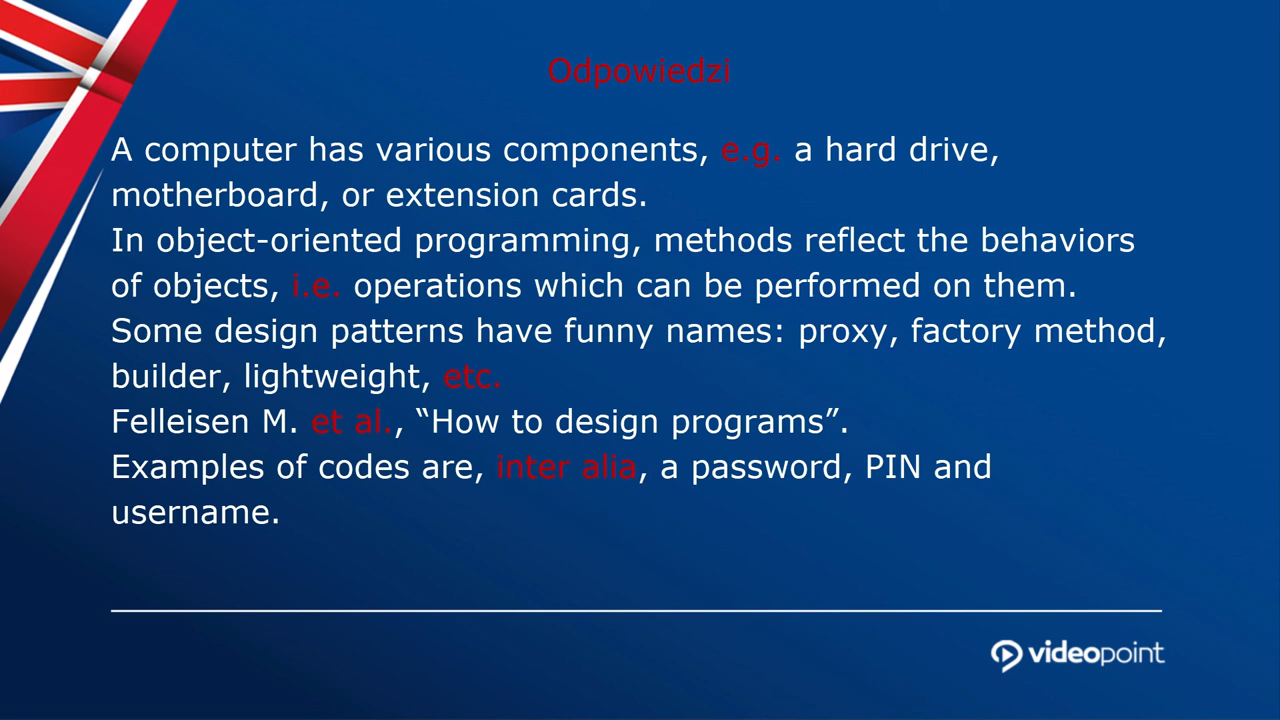 Odpowiedzi
A computer has various components, e.g. a hard drive,
motherboard, or extension cards.
In object-oriented programming, methods reflect the behaviors
of objects, i.e. operations which can be performed on them.
Some design patterns have funny names: proxy, factory method,
builder, lightweight, etc.
Felleisen M. et al., “How to design programs”.
Examples of codes are, inter alia, a password, PIN and
username.
videopoint